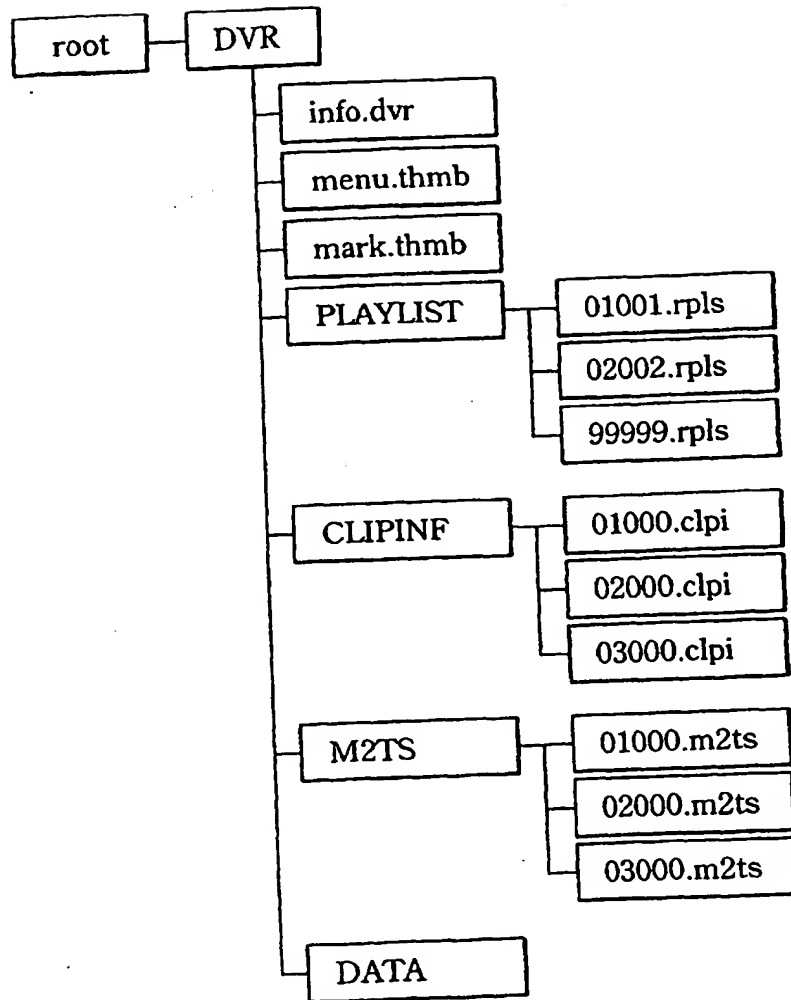 root
DVR
info.dvr
menu.thmb
mark.thmb
PLAYLIST
01001.rpls
02002.rpls
99999.rpls
CLIPINF
01000.clpi
02000.clpi
03000.clpi
M2TS
01000.m2ts
02000.m2ts
03000.m2ts
DATA